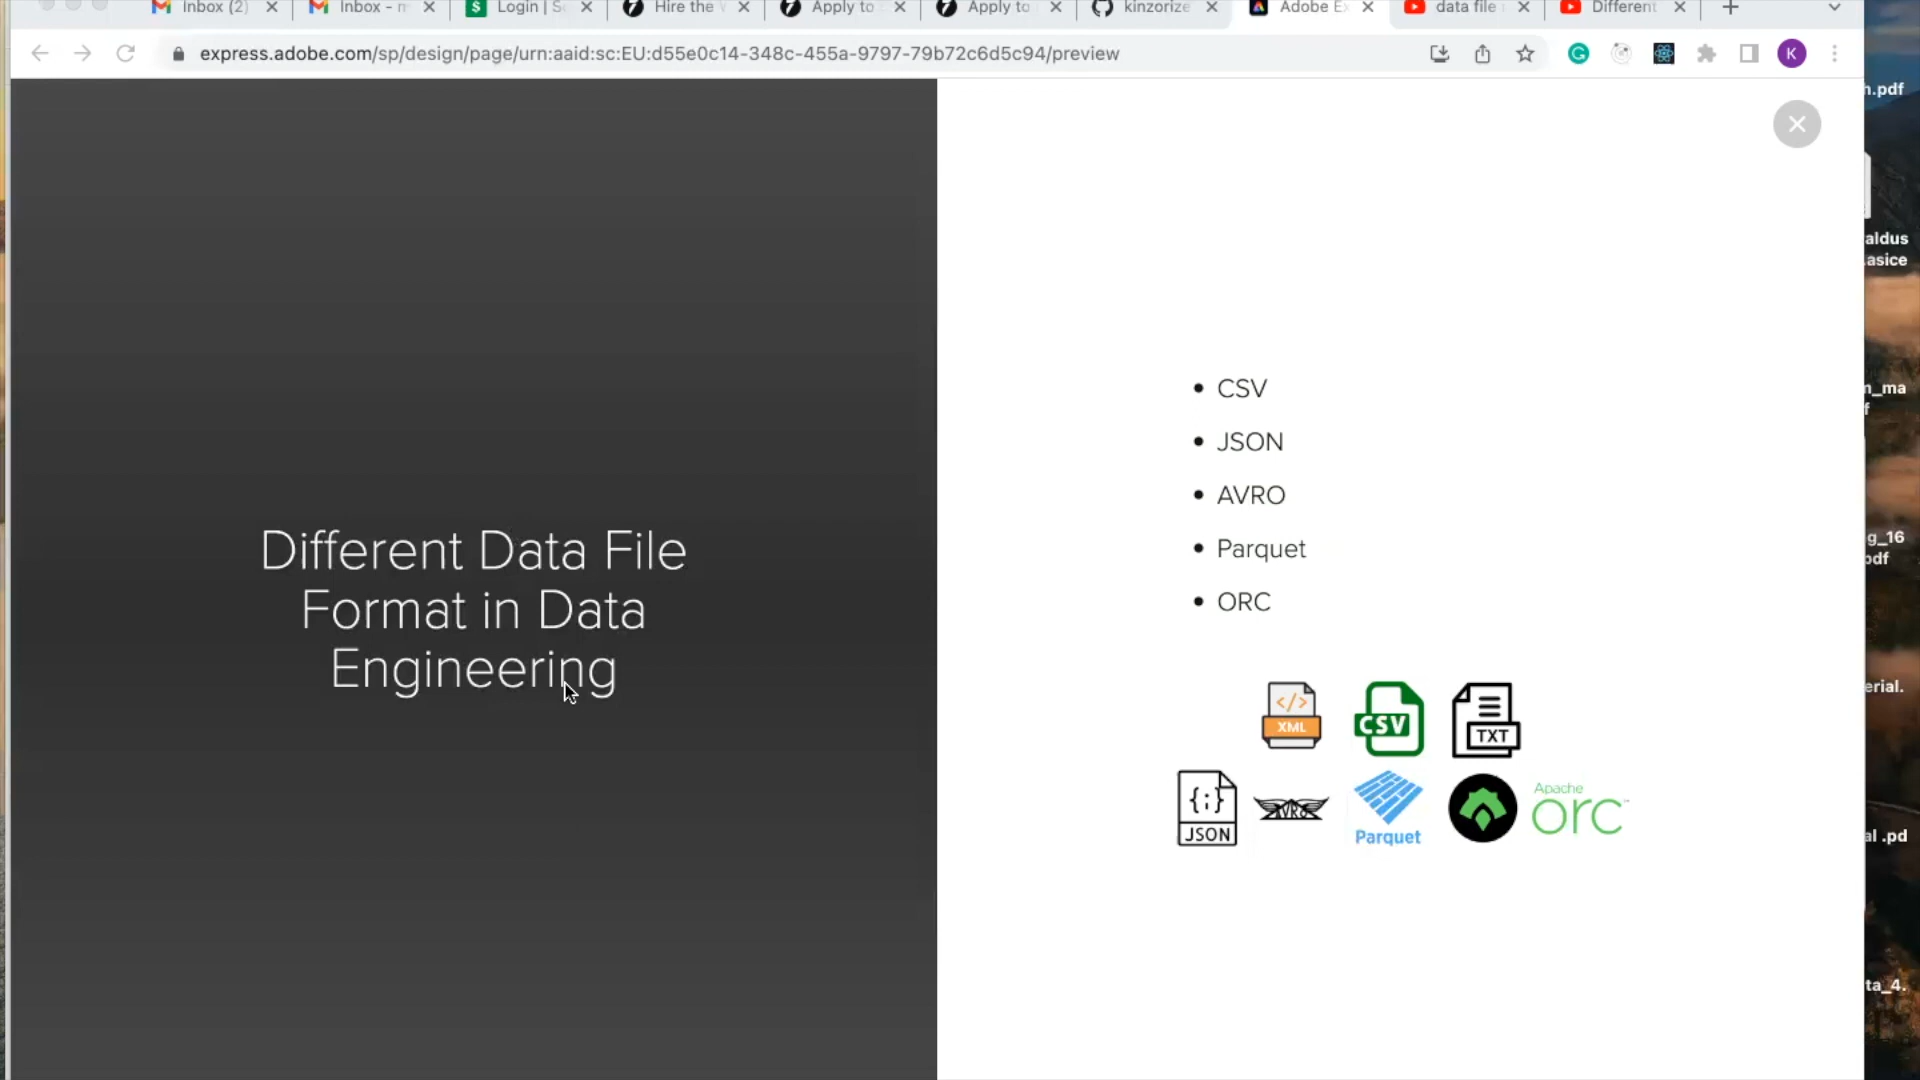 Inbox (2)
Inbox - m
$
Login | S
Hire the
Apply to
Apply to
kinzorize
Adobe Ex
data file
Different
express.adobe.com/sp/design/page/urn:aaid:sc:EU:d55e0c14-348c-455a-9797-79b72c6d5c94/preview
G
K
Different Data File
Format in Data
Engineering
• CSV
• JSON
• AVRO
• Parquet
• ORC
</>
XML
CSV
TXT
{;}
JSON
AVRO
Parquet
Apache
orc
h.pdf
aldus
.asice
m_ma
f
g_16
pdf
erial.
al .pd
ta_4.